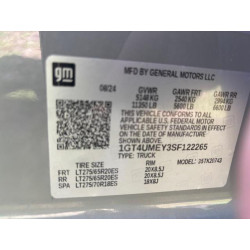 gm
MFD BY GENERAL MOTORS LLC
08/24 GVWR GAWR FRT GAWR RR
5148 KG 2540 KG 2994 KG
11350 LB 5600 LB 6600 LB
THIS VEHICLE CONFORMS TO ALL
APPLICABLE U.S. FEDERAL MOTOR
VEHICLE SAFETY STANDARDS IN EFFECT
ON THE DATE OF MANUFACTURE SHOWN ABOVE.
1GT4UMEY3SF122265
TYPE: TRUCK MODEL:
TIRE SIZE RIM
FRT LT275/65R20ES 20X8.5J
RR LT275/65R20ES 20X8.5J
SPA LT275/70R18ES 18X8J